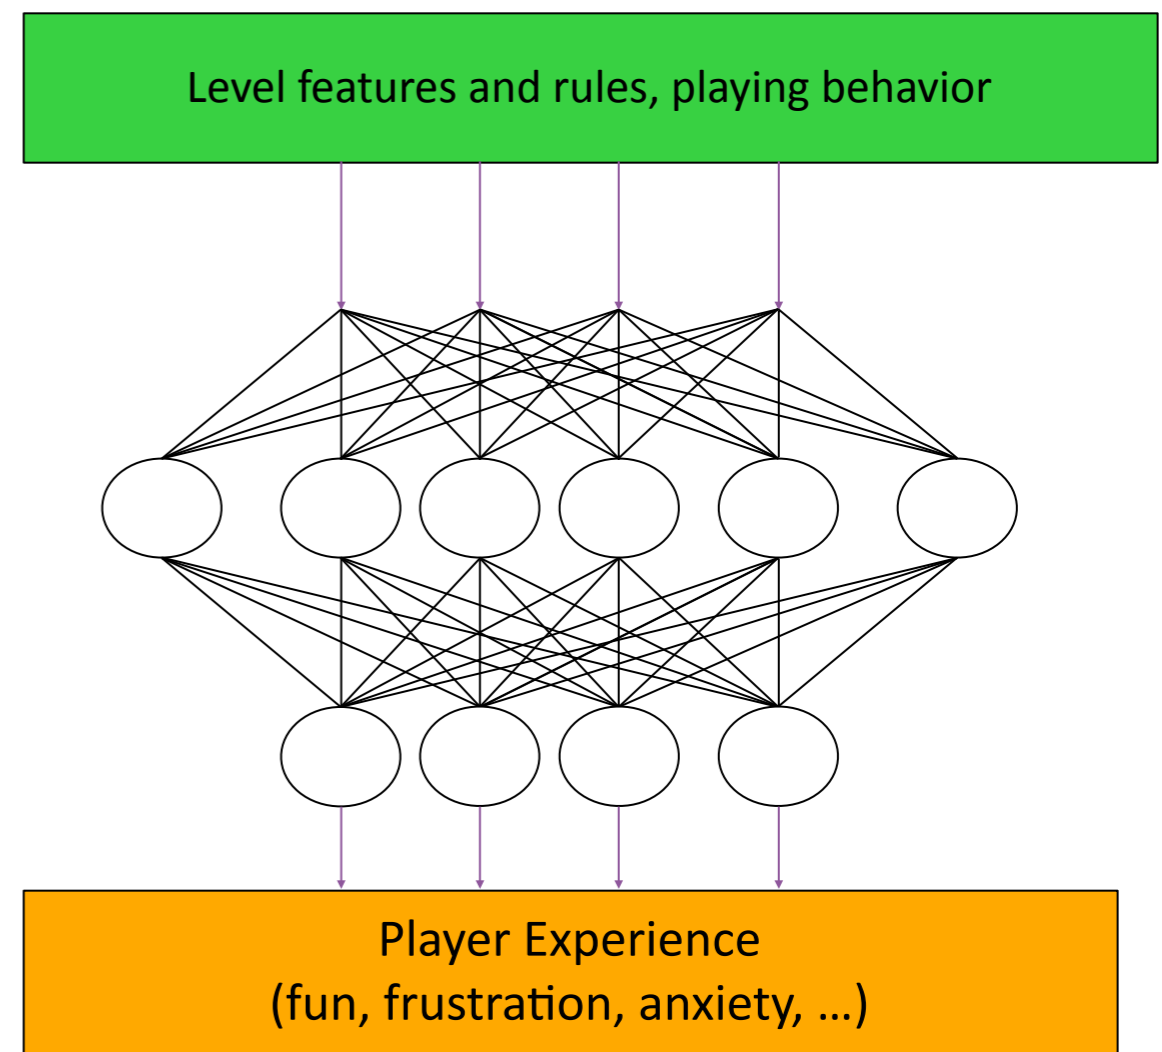 Level features and rules, playing behavior
Player Experience
(fun, frustration, anxiety, …)